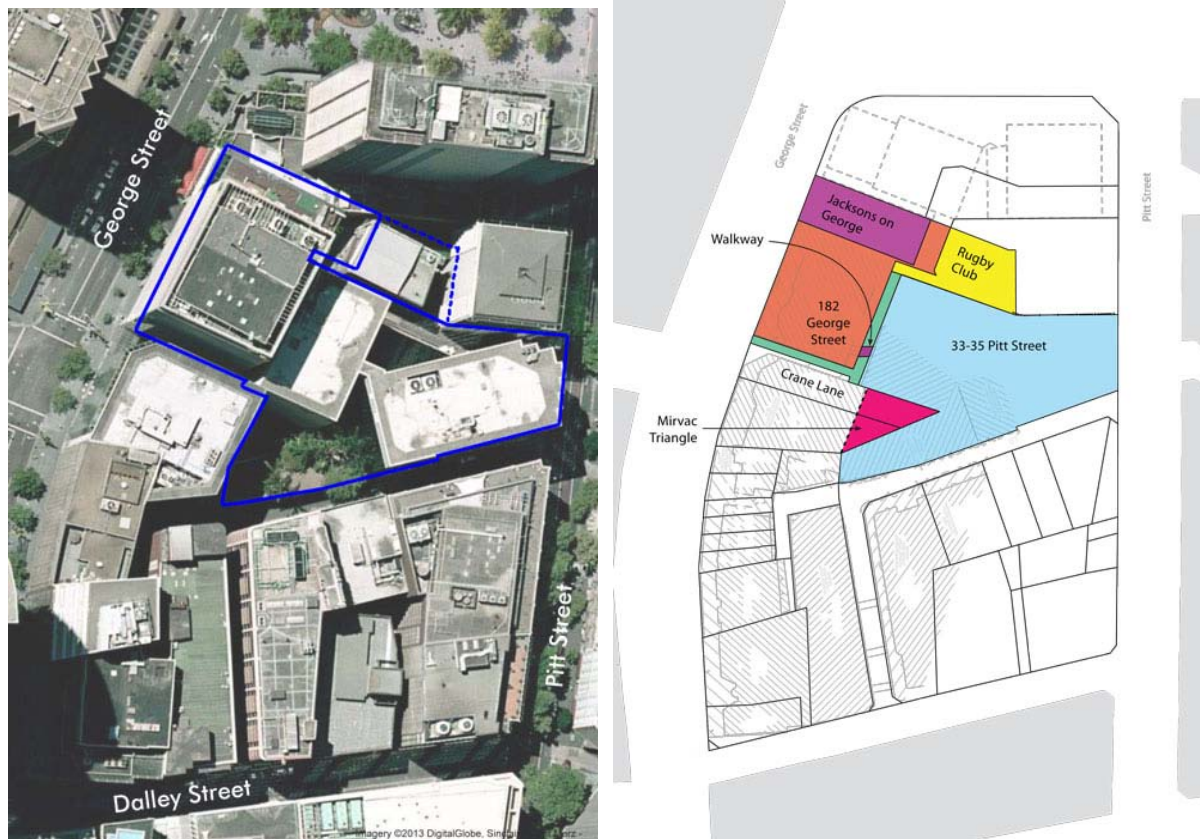 George Street
Pitt Street
Dalley Street
Imagery ©2013 DigitalGlobe,
George Street
Pitt Street
Jacksons on
George
Walkway
Rugby
Club
182
George
Street
33-35 Pitt Street
Crane Lane
Mirvac
Triangle